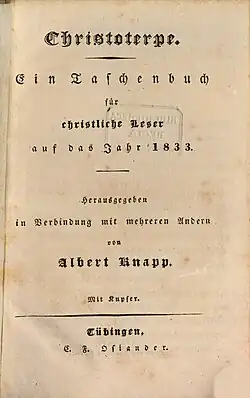 Christoterpe.
Ein Taschenbuch
für
christliche Leser
auf das Jahr 1833.
Herausgegeben
in Verbindung mit mehreren Andern
von
Albert Knapp.
Mit Kupfer.
Tübingen,
C. F. Osiander.